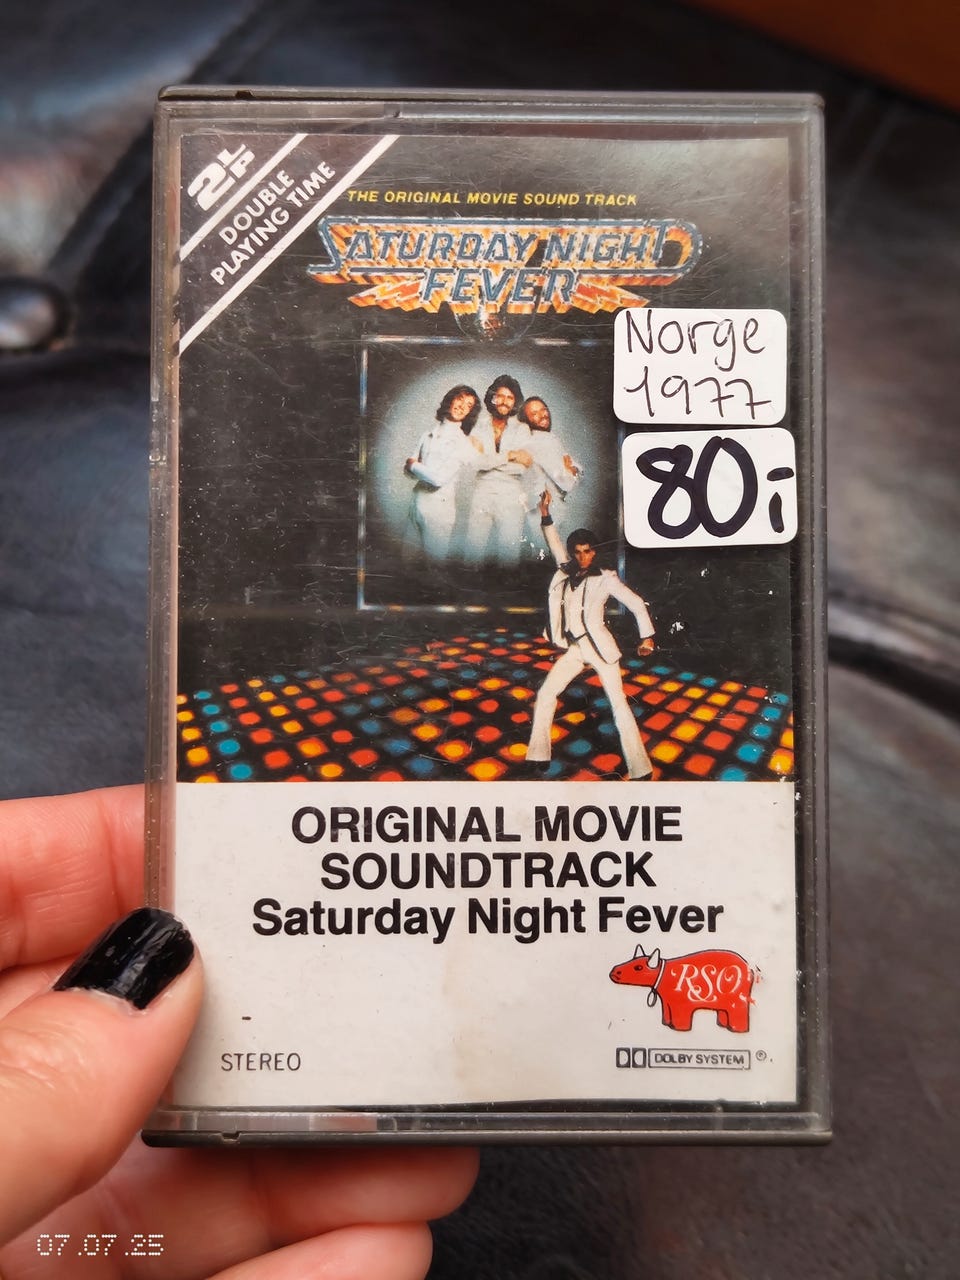 2LP
DOUBLE
PLAYING TIME
THE ORIGINAL MOVIE SOUND TRACK
SATURDAY NIGHT
FEVER
Norge
1977
80:-
ORIGINAL MOVIE
SOUNDTRACK
Saturday Night Fever
RSO
STEREO
DOLBY SYSTEM ®
07.07.25